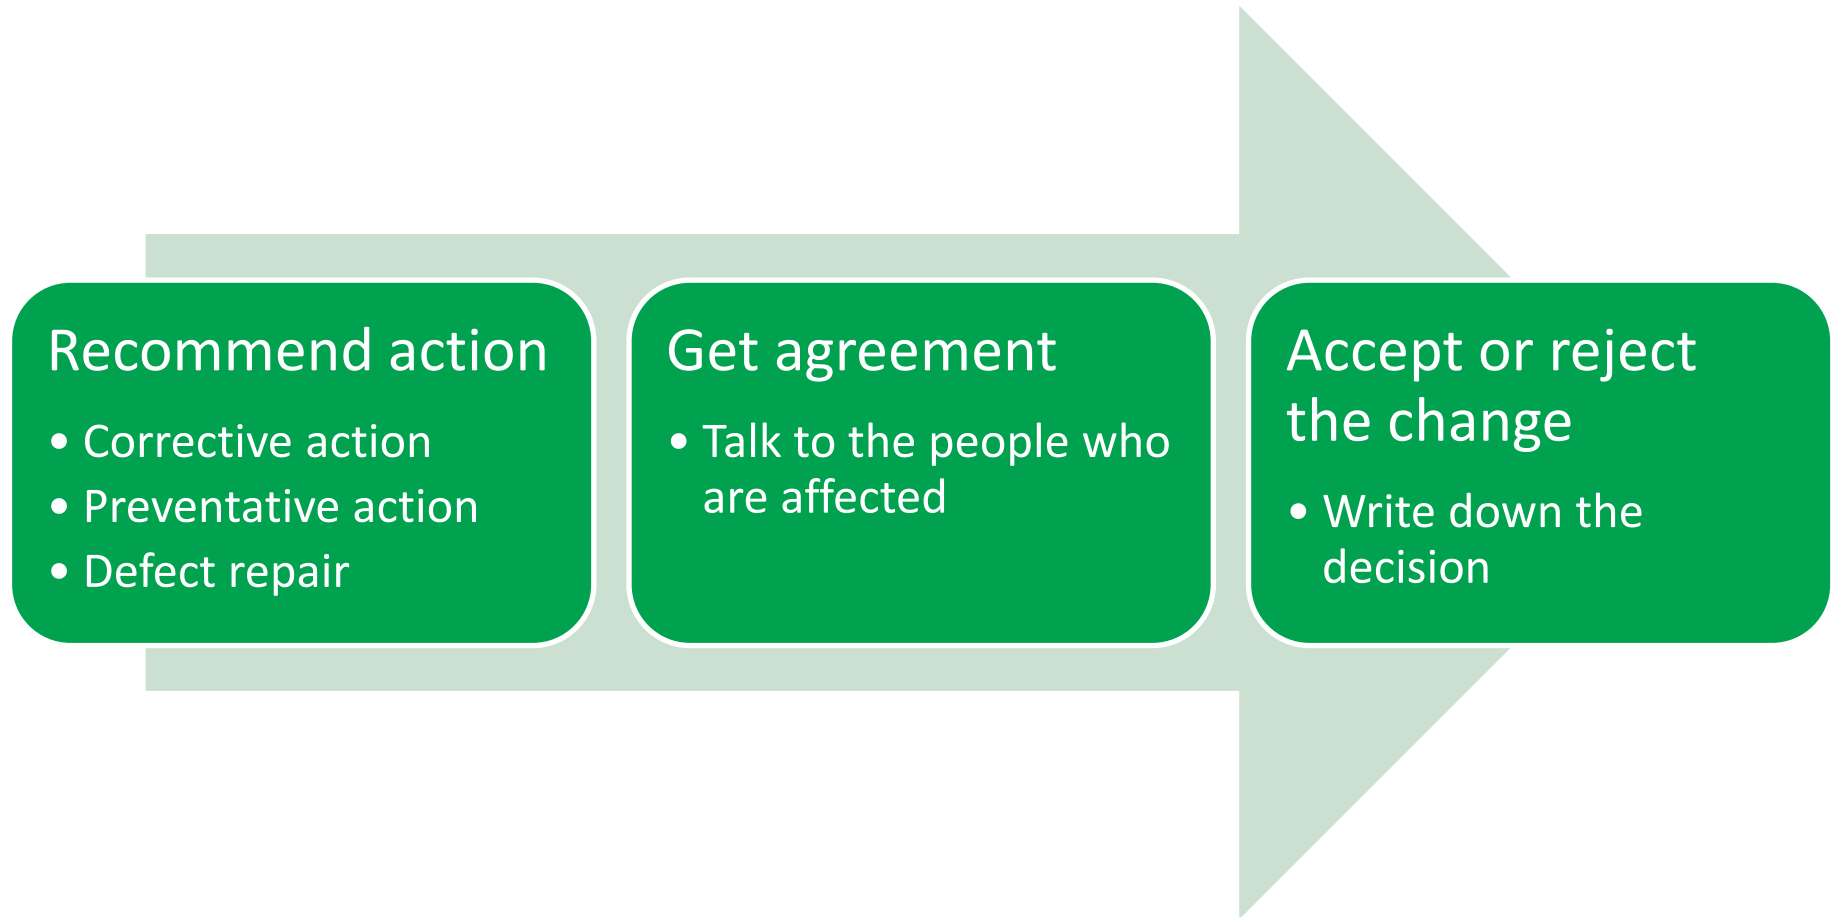 Recommend action
• Corrective action
• Preventative action
• Defect repair
Get agreement
• Talk to the people who
are affected
Accept or reject
the change
• Write down the
decision